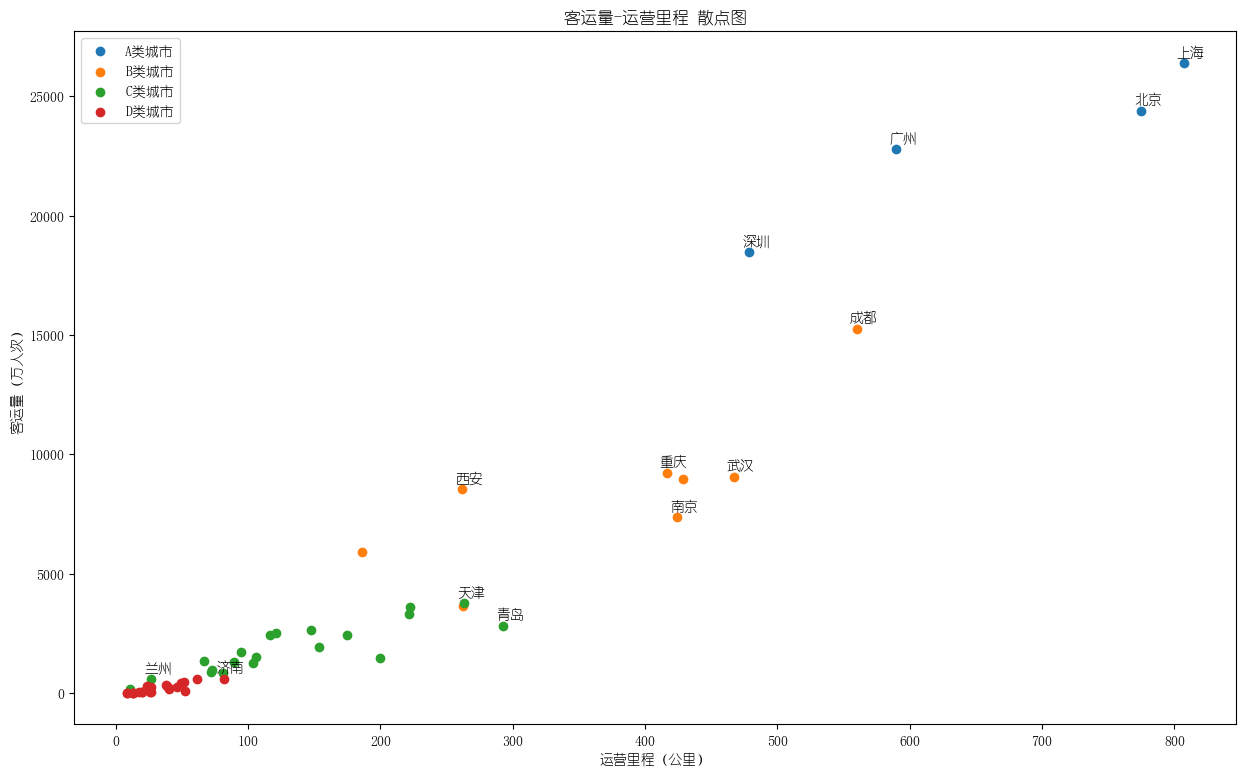 客运量-运营里程 散点图
A类城市
B类城市
C类城市
D类城市
客运量 (万人次)
25000
20000
15000
10000
5000
0
上海
北京
广州
深圳
成都
重庆
武汉
西安
南京
天津
青岛
兰州
济南
0 100 200 300 400 500 600 700 800
运营里程 (公里)